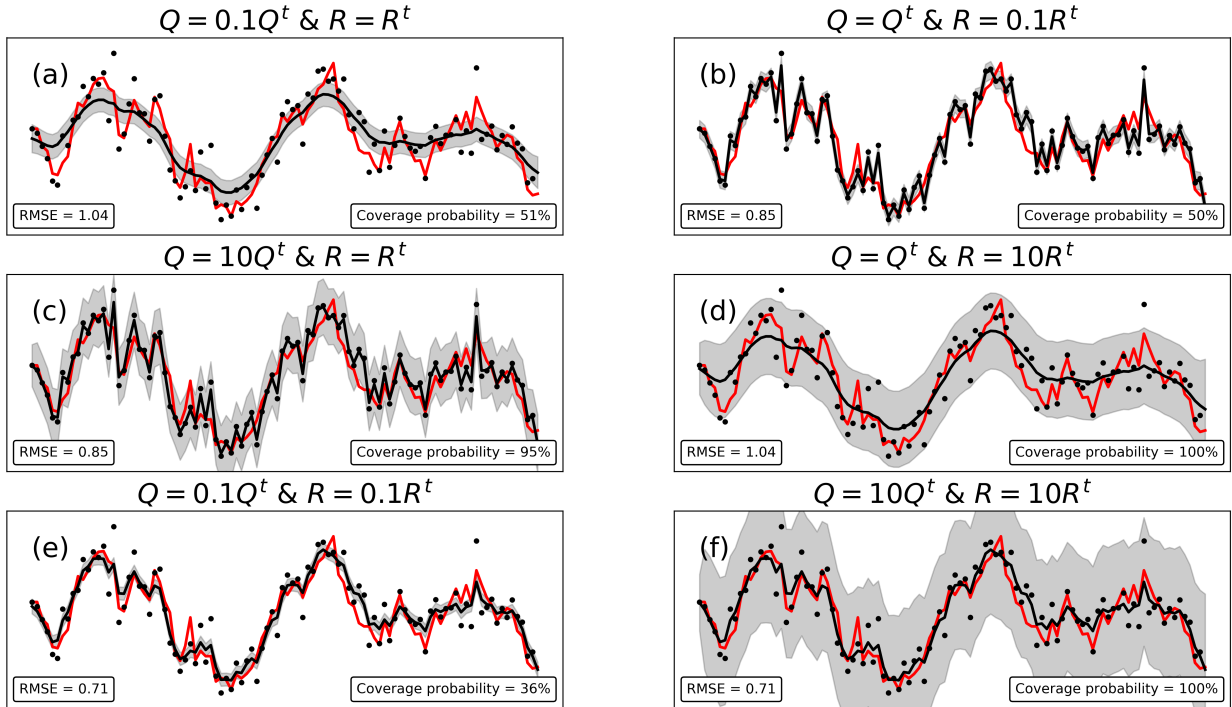 Q = 0.1Q^t & R = R^t
(a)
RMSE = 1.04
Coverage probability = 51%
Q = Q^t & R = 0.1R^t
(b)
RMSE = 0.85
Coverage probability = 50%
Q = 10Q^t & R = R^t
(c)
RMSE = 0.85
Coverage probability = 95%
Q = Q^t & R = 10R^t
(d)
RMSE = 1.04
Coverage probability = 100%
Q = 0.1Q^t & R = 0.1R^t
(e)
RMSE = 0.71
Coverage probability = 36%
Q = 10Q^t & R = 10R^t
(f)
RMSE = 0.71
Coverage probability = 100%